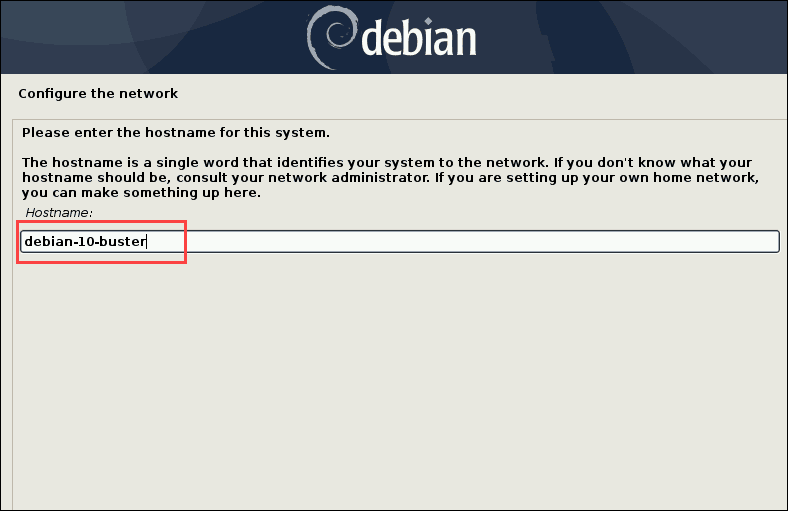 debian
Configure the network
Please enter the hostname for this system.
The hostname is a single word that identifies your system to the network. If you don't know what your
hostname should be, consult your network administrator. If you are setting up your own home network,
you can make something up here.
Hostname:
debian-10-buster